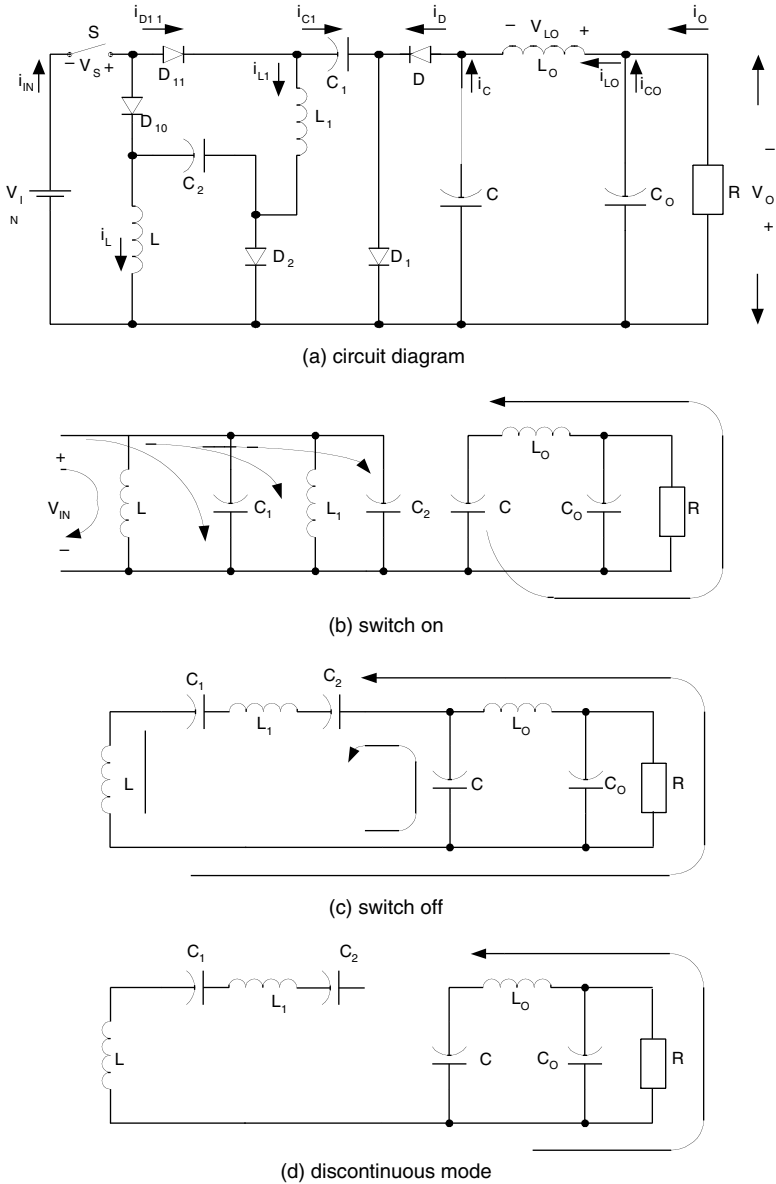 i_D11 i_C1 i_D − V_LO + i_O
S
− V_S + D_11 C_1 D L_O
i_IN i_L1 i_C i_LO i_CO
D_10 L_1
C_2 −
V_IN C C_O R V_O
i_L L D_2 D_1 +
(a) circuit diagram
+ − − L_O
V_IN L C_1 L_1 C_2 C C_O R
−
(b) switch on
C_1 C_2
L_1 L_O
L C C_O R
(c) switch off
C_1 C_2
L_1 L_O
L C C_O R
(d) discontinuous mode